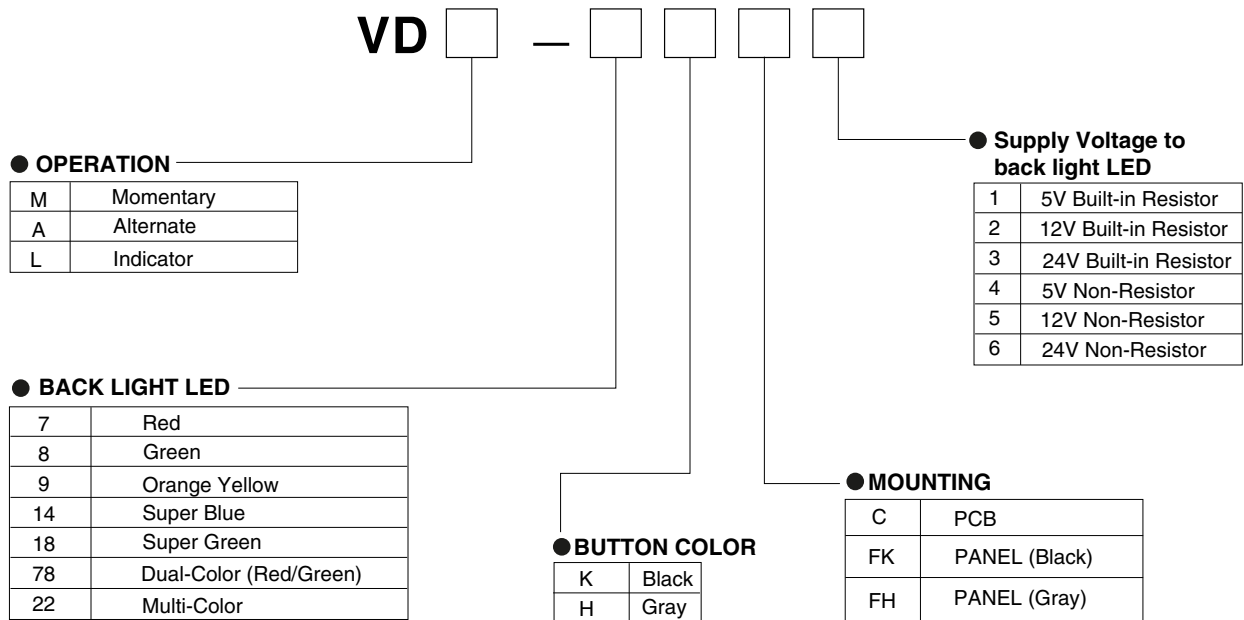 VD —
● OPERATION
M Momentary
A Alternate
L Indicator
● Supply Voltage to
back light LED
1 5V Built-in Resistor
2 12V Built-in Resistor
3 24V Built-in Resistor
4 5V Non-Resistor
5 12V Non-Resistor
6 24V Non-Resistor
● BACK LIGHT LED
7 Red
8 Green
9 Orange Yellow
14 Super Blue
18 Super Green
78 Dual-Color (Red/Green)
22 Multi-Color
● BUTTON COLOR
K Black
H Gray
● MOUNTING
C PCB
FK PANEL (Black)
FH PANEL (Gray)